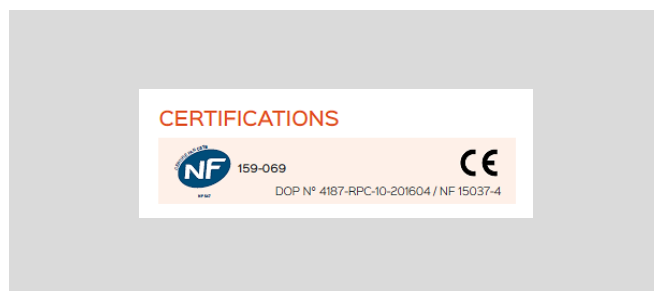 CERTIFICATIONS
NF
159-069
CE
DOP N° 4187-RPC-10-201604 / NF 15037-4